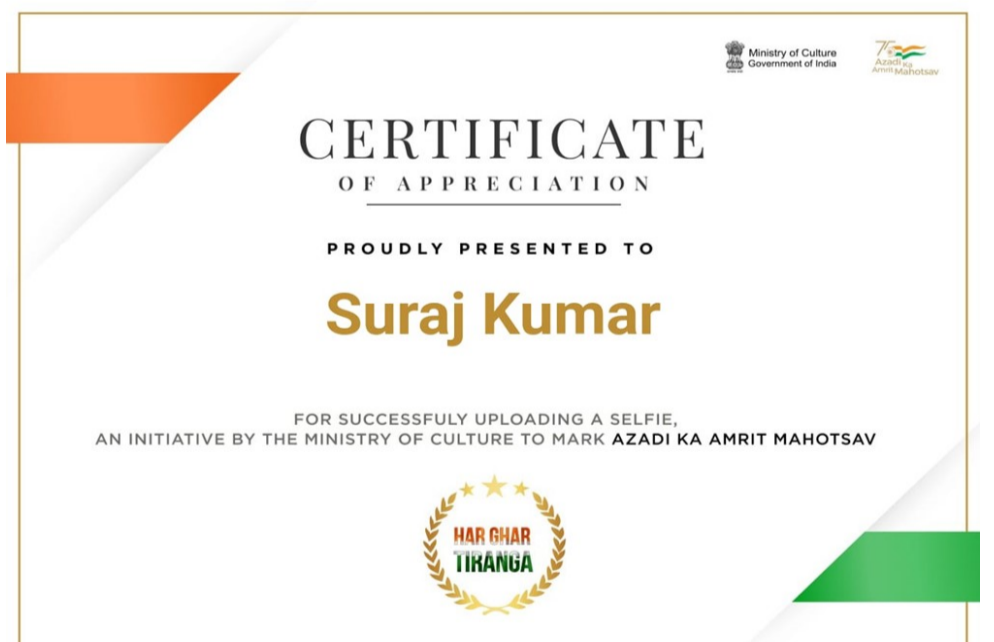 Ministry of Culture
Government of India
75
Azadi Ka
Amrit Mahotsav
CERTIFICATE
OF APPRECIATION
PROUDLY PRESENTED TO
Suraj Kumar
FOR SUCCESSFULY UPLOADING A SELFIE,
AN INITIATIVE BY THE MINISTRY OF CULTURE TO MARK AZADI KA AMRIT MAHOTSAV
HAR GHAR
TIRANGA